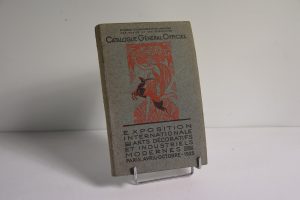 CATALOGUE GÉNÉRAL OFFICIEL
EXPOSITION
INTERNATIONALE
DES ARTS DÉCORATIFS
ET INDUSTRIELS
MODERNES
PARIS AVRIL-OCTOBRE 1925